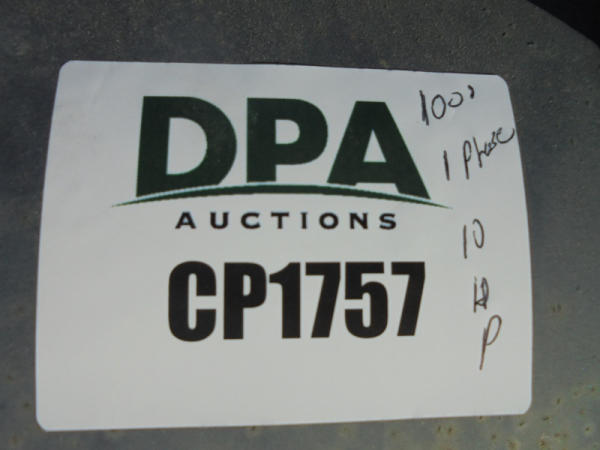 DPA
AUCTIONS
CP1757
100'
1 Phase
10
HP